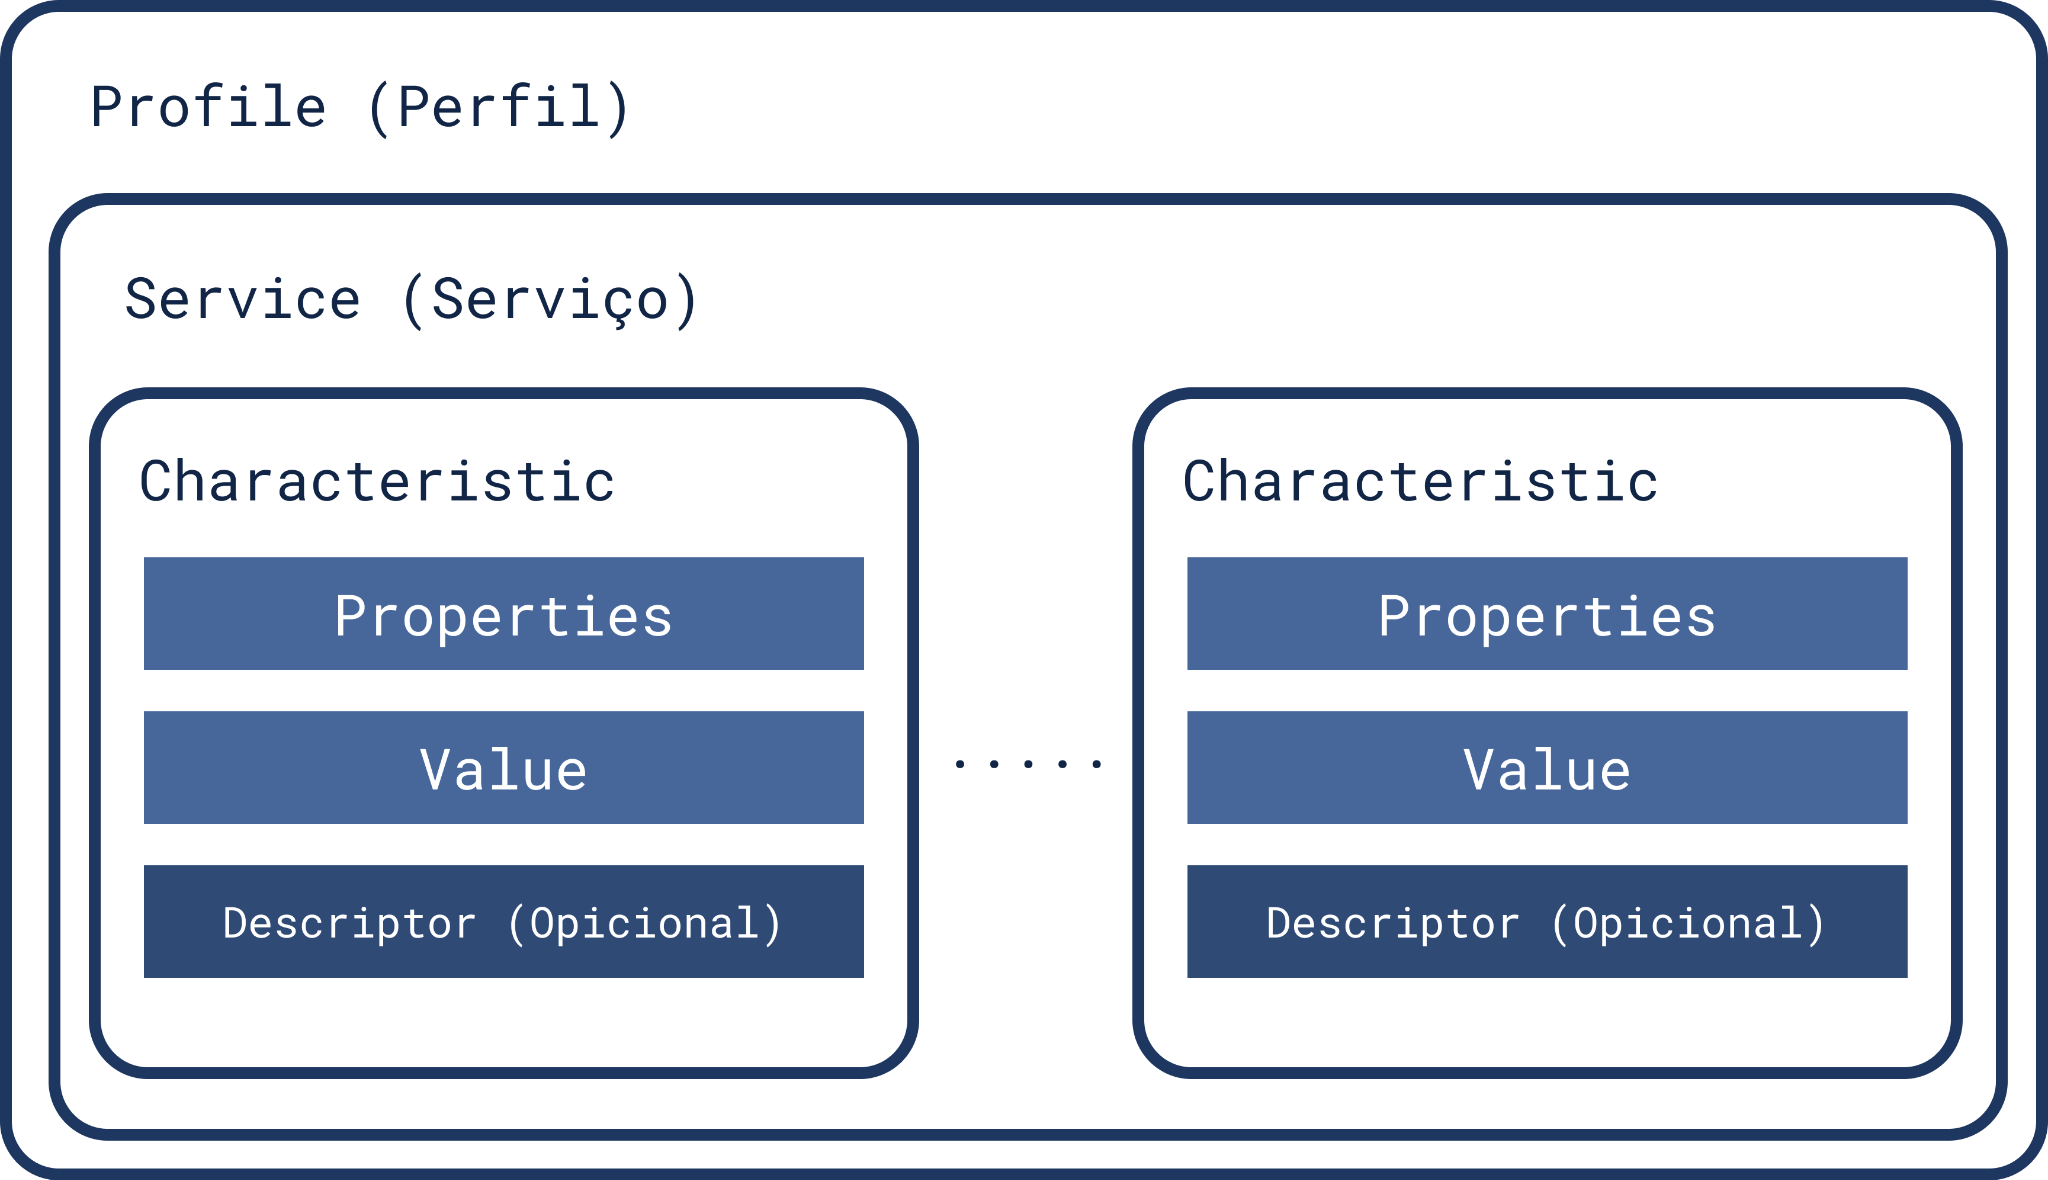 Profile (Perfil)
Service (Serviço)
Characteristic
Properties
Value
Descriptor (Opicional)
.....
Characteristic
Properties
Value
Descriptor (Opicional)